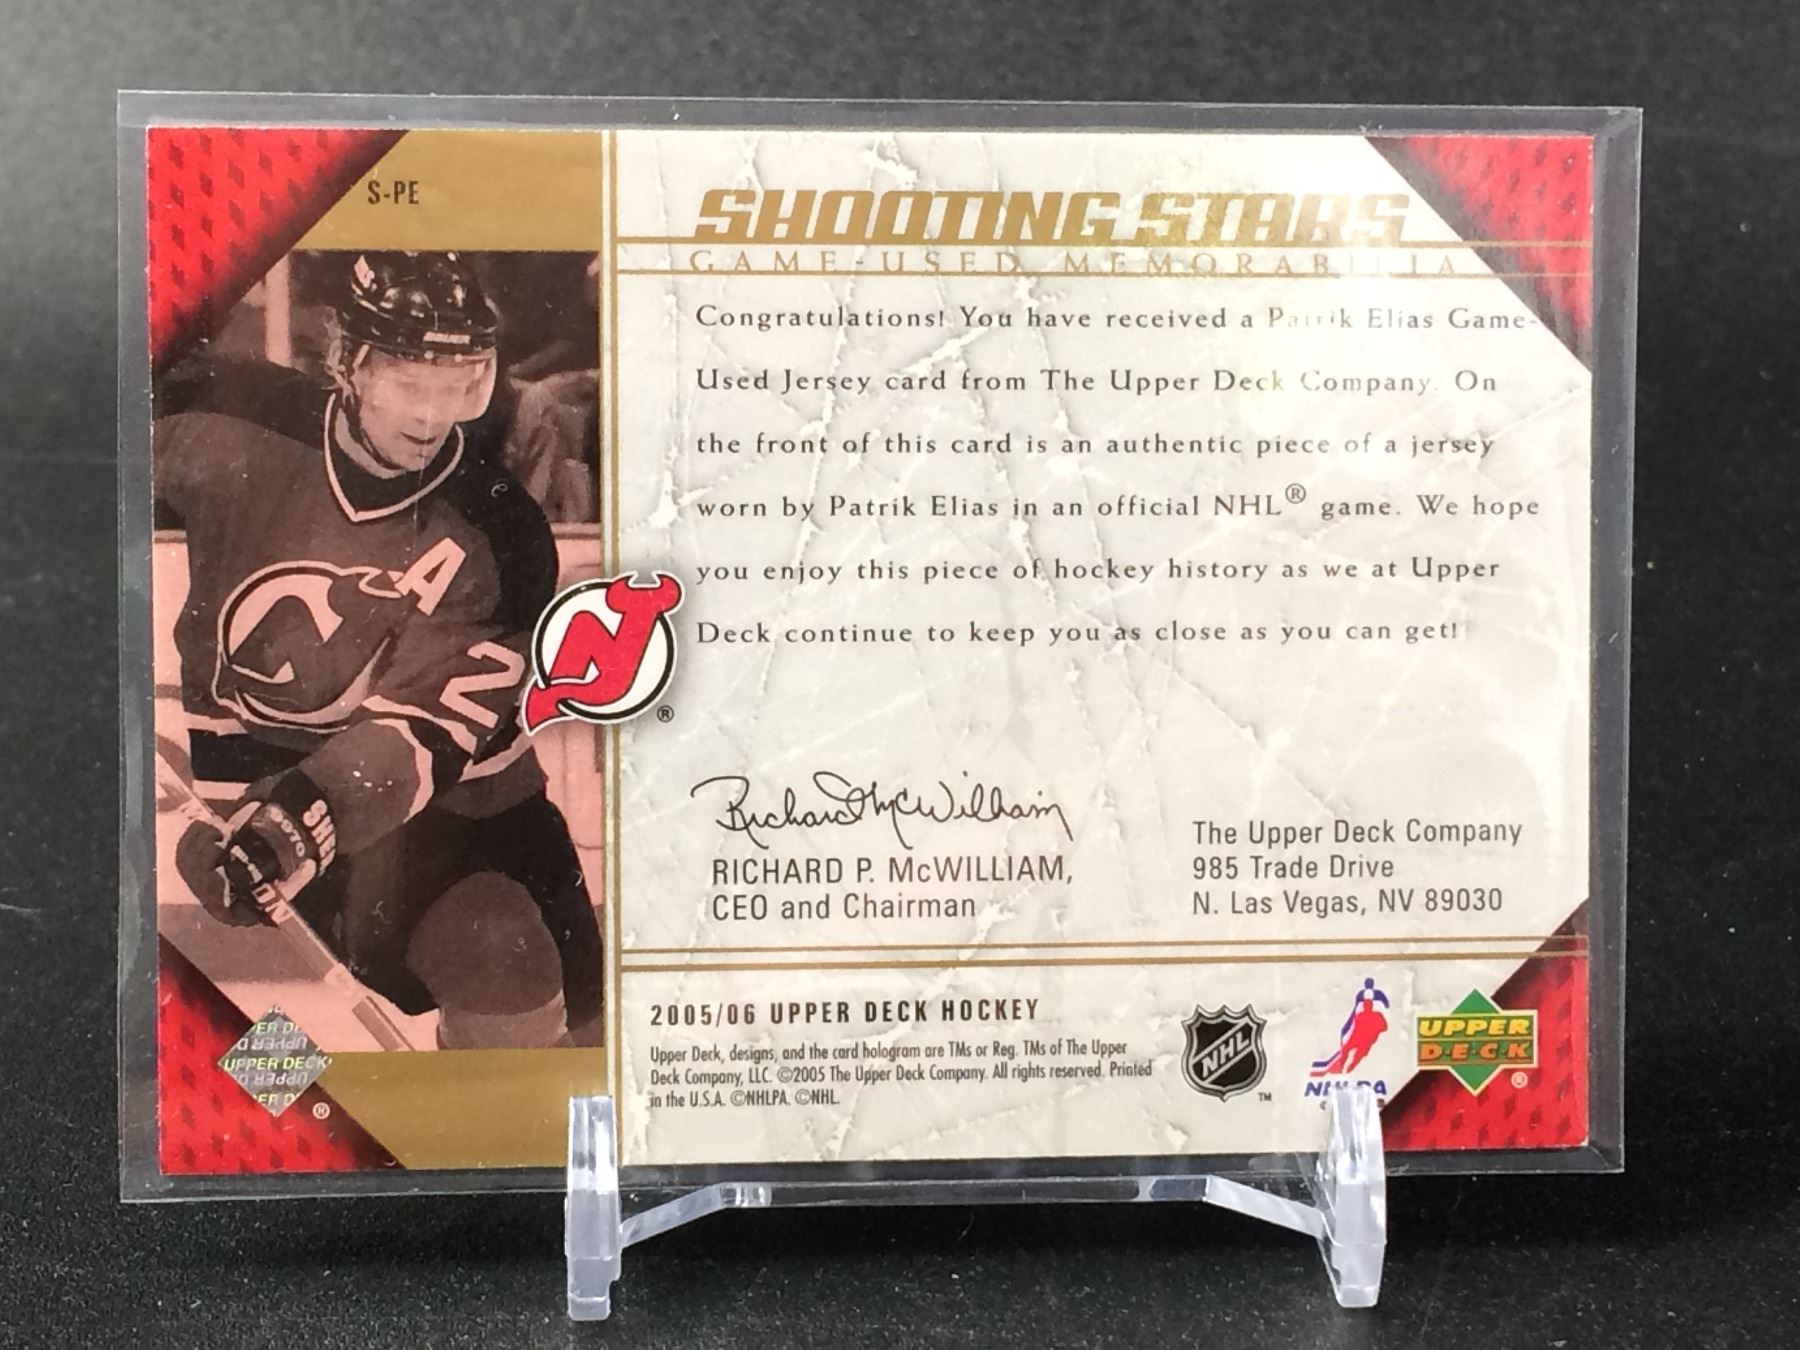 S-PE
SHOOTING STARS
GAME-USED MEMORABILIA
Congratulations! You have received a Patrik Elias Game-
Used Jersey card from The Upper Deck Company. On
the front of this card is an authentic piece of a jersey
worn by Patrik Elias in an official NHL® game. We hope
you enjoy this piece of hockey history as we at Upper
Deck continue to keep you as close as you can get!
A
2
®
SHER
Richard McWilliam
RICHARD P. McWILLIAM,
CEO and Chairman
The Upper Deck Company
985 Trade Drive
N. Las Vegas, NV 89030
2005/06 UPPER DECK HOCKEY
Upper Deck, designs, and the card hologram are TMs or Reg. TMs of The Upper
Deck Company, LLC. ©2005 The Upper Deck Company. All rights reserved. Printed
in the U.S.A. ©NHLPA. ©NHL.
NHL
TM
UPPER
D·E·C·K
®
UPPER DECK
®